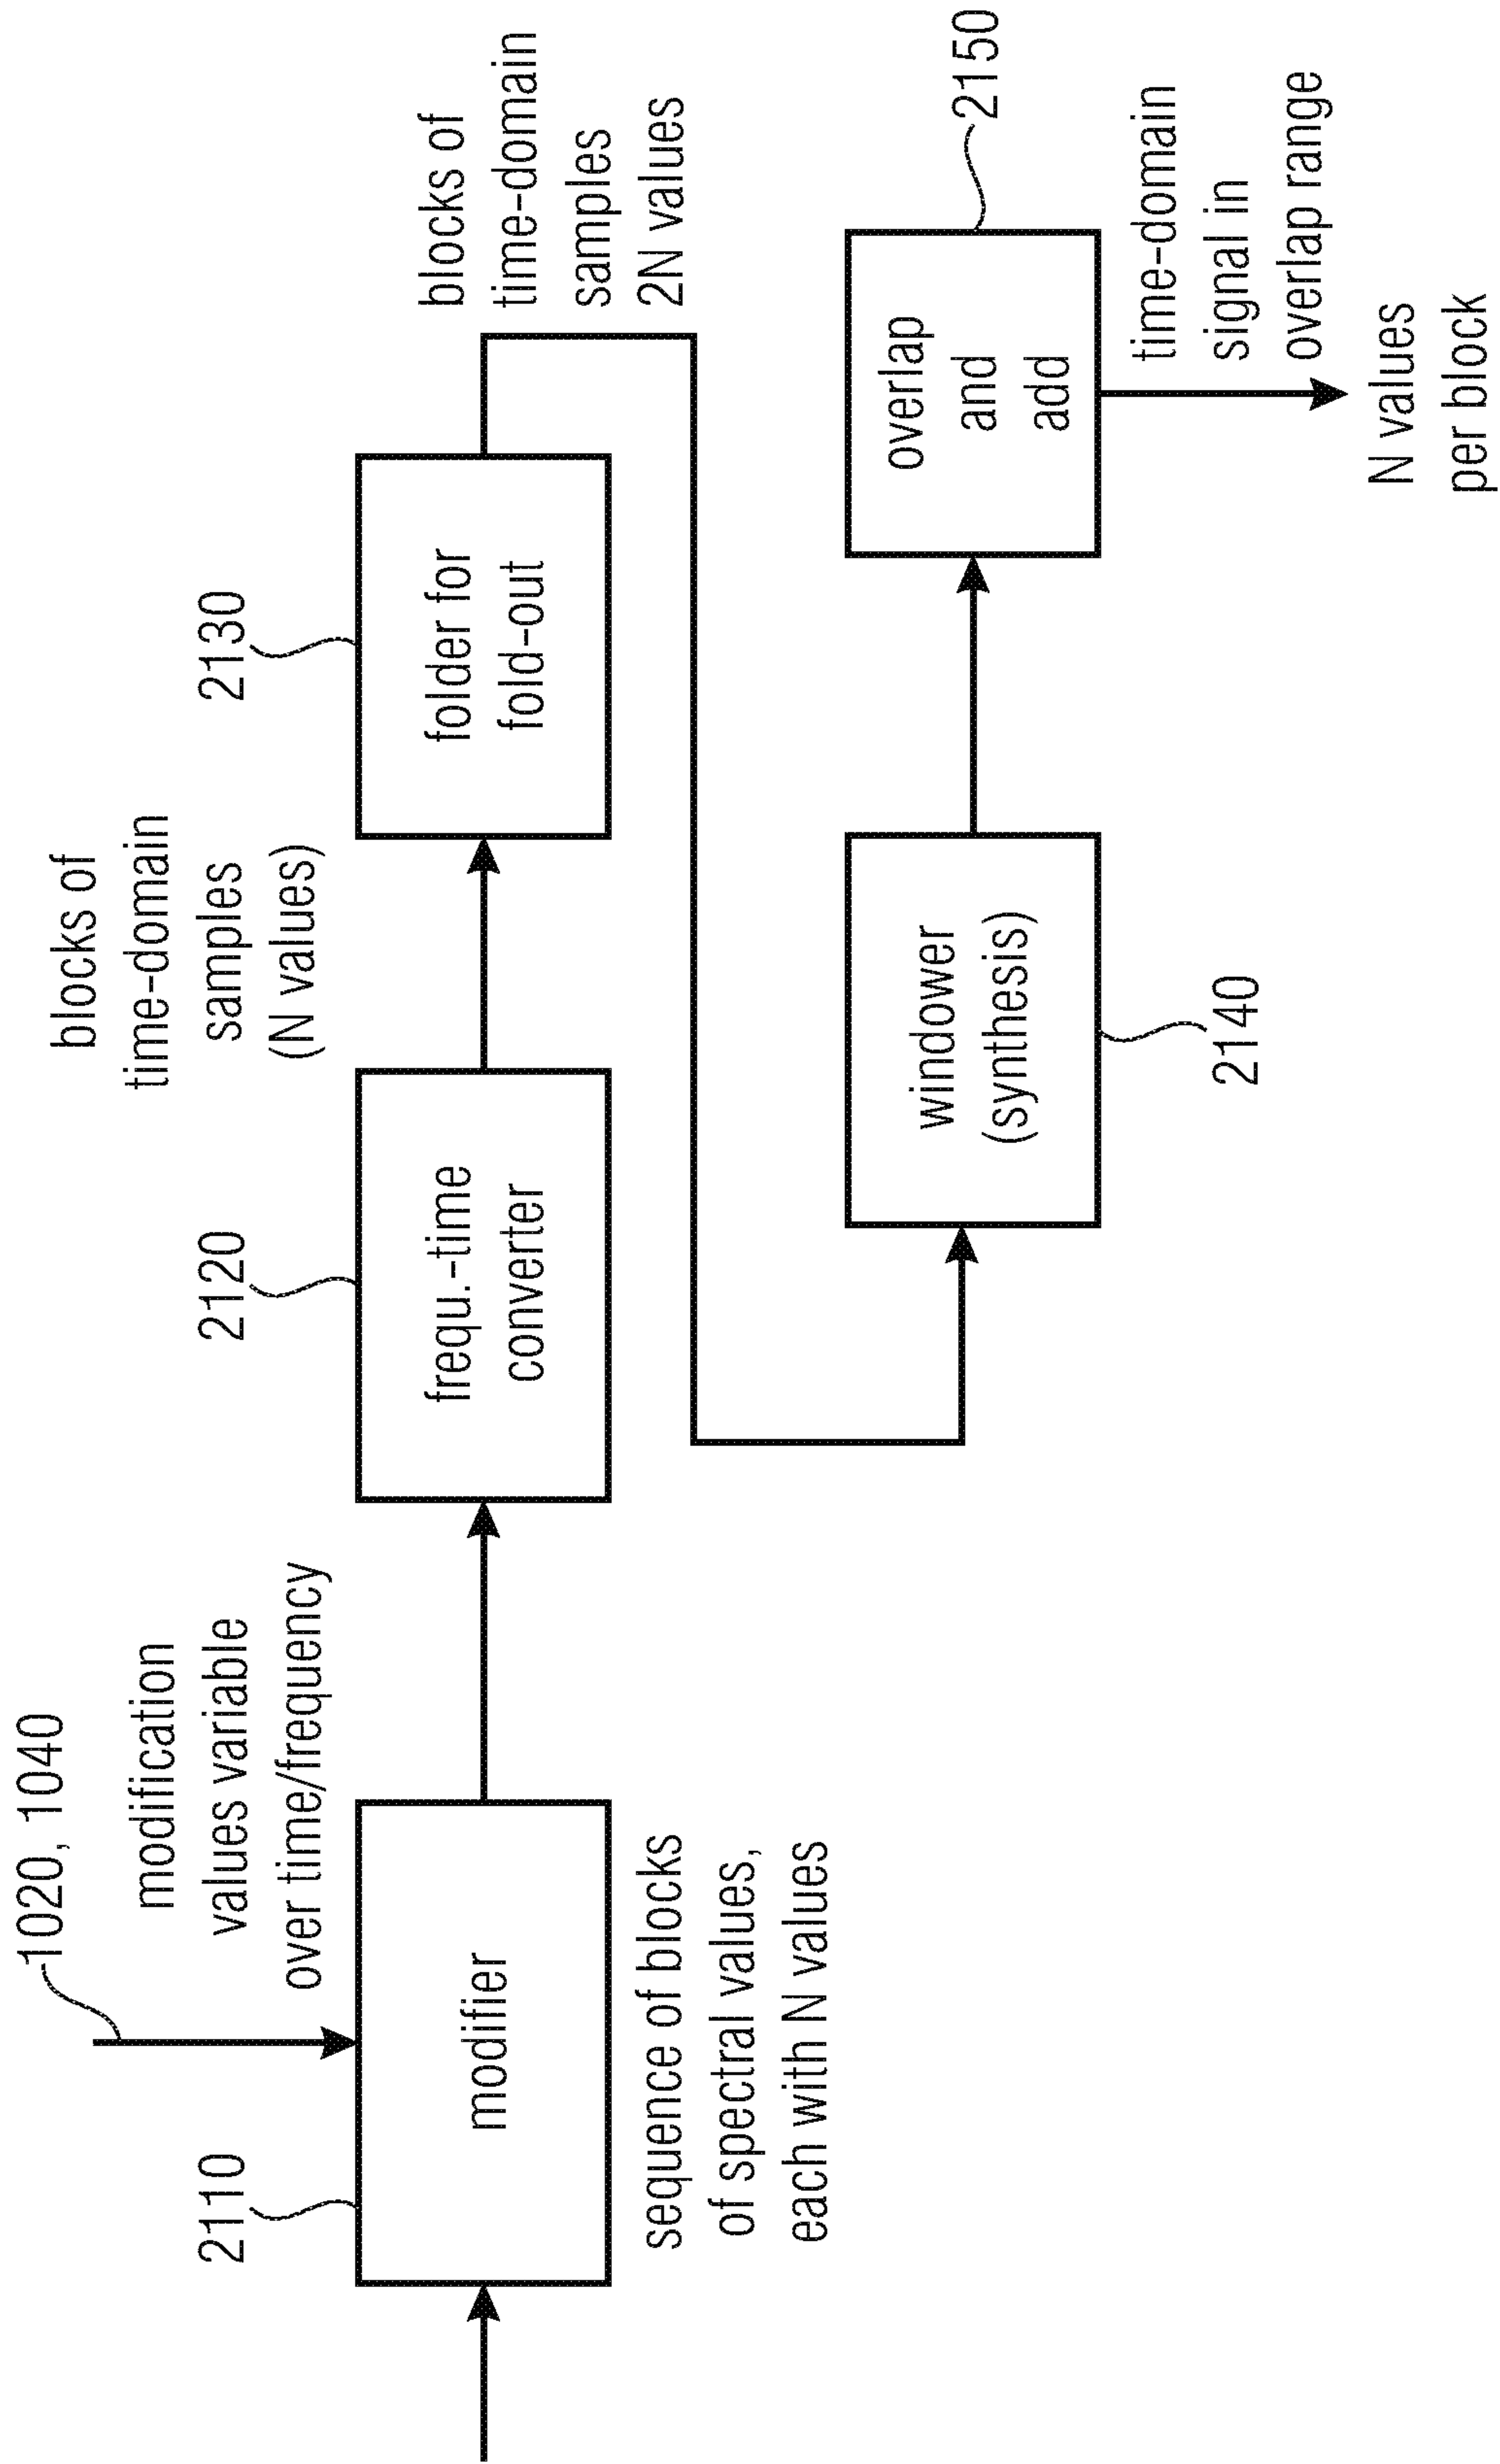 1020, 1040
modification
values variable
over time/frequency
2110
modifier
sequence of blocks
of spectral values,
each with N values
2120
frequ.-time
converter
blocks of
time-domain
samples
(N values)
2130
folder for
fold-out
blocks of
time-domain
samples
2N values
windower
(synthesis)
2140
overlap
and
add
2150
time-domain
signal in
overlap range
N values
per block